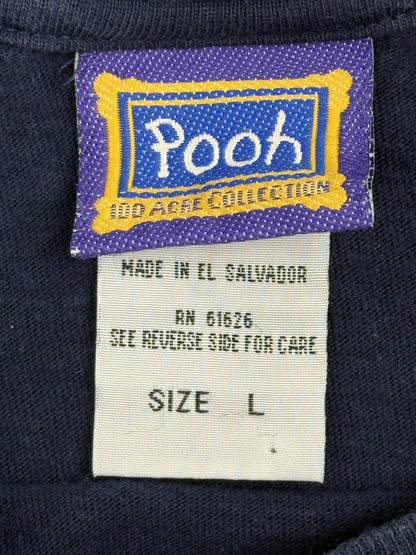 Pooh
100 ACRE COLLECTION
MADE IN EL SALVADOR
RN 61626
SEE REVERSE SIDE FOR CARE
SIZE L